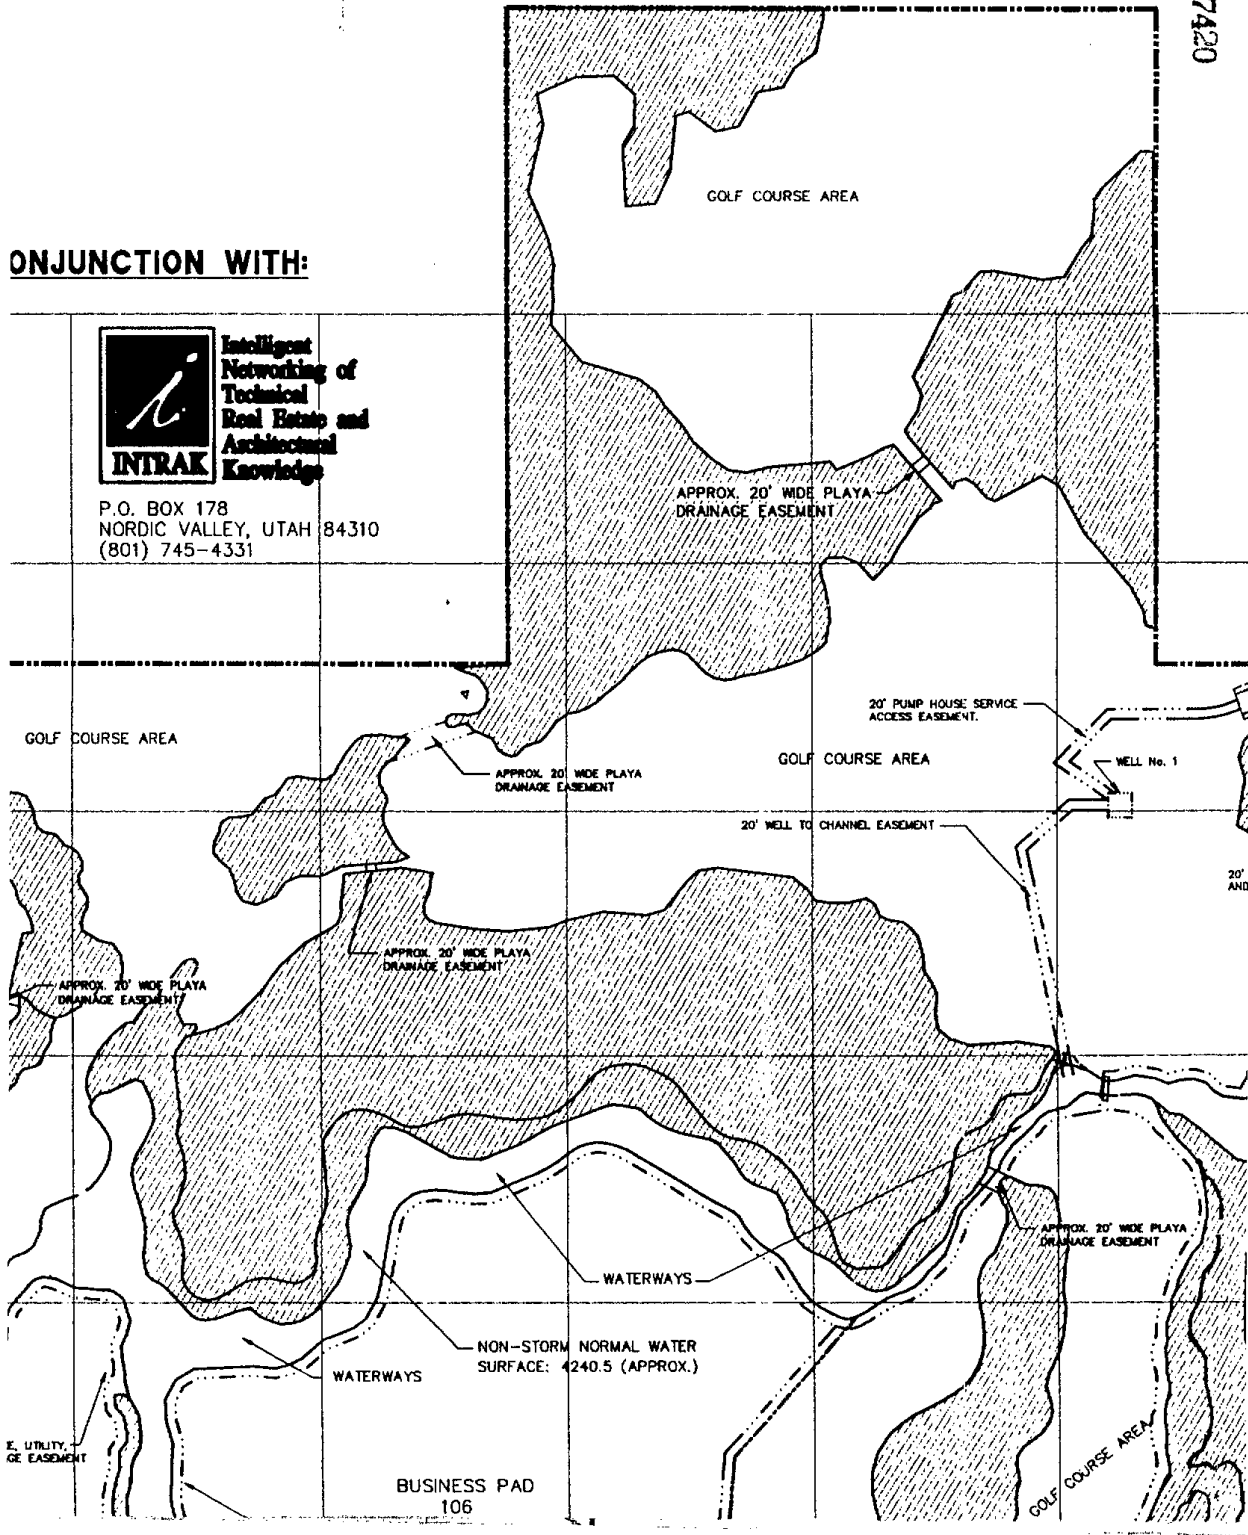 7420
GOLF COURSE AREA
ONJUNCTION WITH:
i
INTRAK
Intelligent
Networking of
Technical
Real Estate and
Architectural
Knowledge
P.O. BOX 178
NORDIC VALLEY, UTAH 84310
(801) 745-4331
APPROX. 20' WIDE PLAYA
DRAINAGE EASEMENT
20' PUMP HOUSE SERVICE
ACCESS EASEMENT.
GOLF COURSE AREA
GOLF COURSE AREA
WELL No. 1
APPROX. 20' WIDE PLAYA
DRAINAGE EASEMENT
20' WELL TO CHANNEL EASEMENT
20'
AND
APPROX. 20' WIDE PLAYA
DRAINAGE EASEMENT
APPROX. 20' WIDE PLAYA
DRAINAGE EASEMENT
APPROX. 20' WIDE PLAYA
DRAINAGE EASEMENT
WATERWAYS
NON-STORM NORMAL WATER
SURFACE: 4240.5 (APPROX.)
WATERWAYS
E, UTILITY,
GE EASEMENT
GOLF COURSE AREA
BUSINESS PAD
106